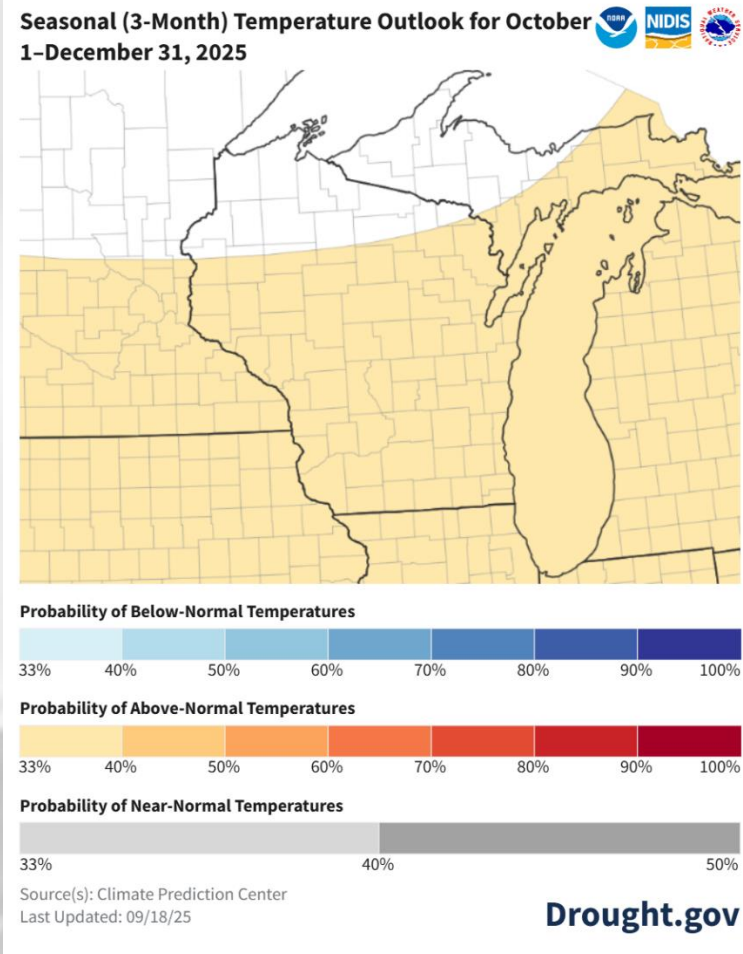 Seasonal (3-Month) Temperature Outlook for October
1–December 31, 2025
NOAA
NIDIS
Probability of Below-Normal Temperatures
33% 40% 50% 60% 70% 80% 90% 100%
Probability of Above-Normal Temperatures
33% 40% 50% 60% 70% 80% 90% 100%
Probability of Near-Normal Temperatures
33% 40% 50%
Source(s): Climate Prediction Center
Last Updated: 09/18/25
Drought.gov